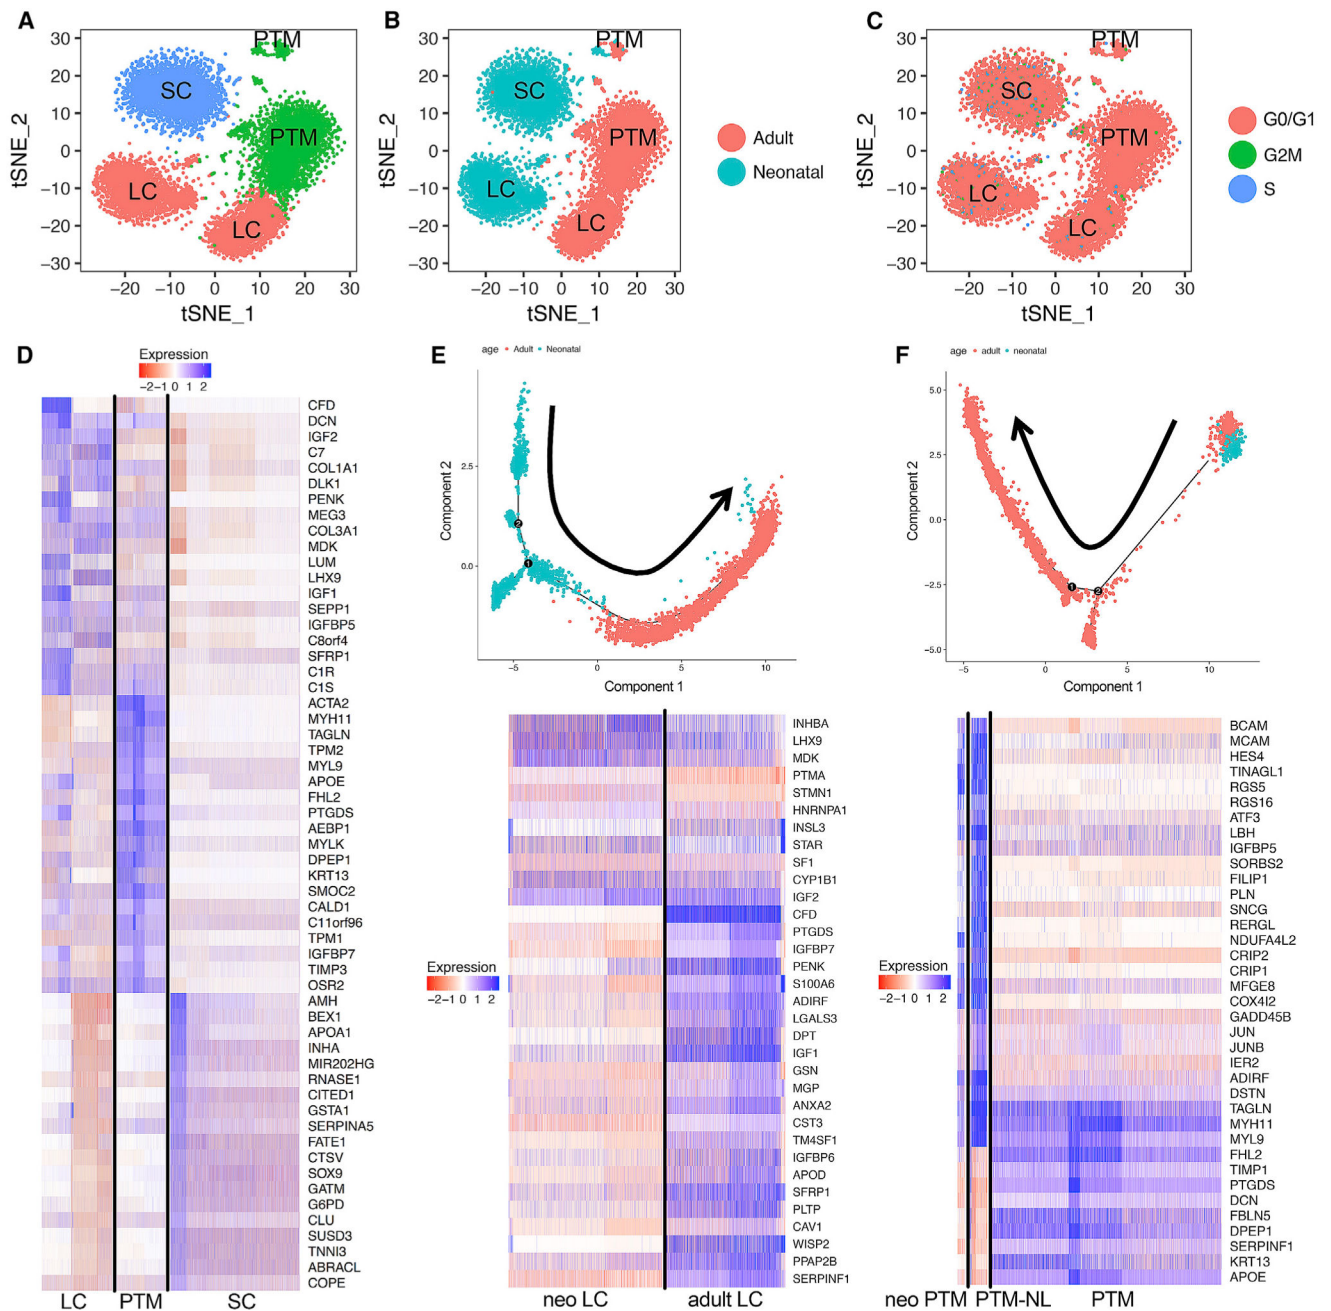 A
30
20
10
0
−10
−20
−30
tSNE_2
−20 −10 0 10 20 30
tSNE_1
PTM
SC
PTM
LC
LC
B
30
20
10
0
−10
−20
−30
tSNE_2
−20 −10 0 10 20 30
tSNE_1
PTM
SC
PTM
LC
LC
Adult
Neonatal
C
30
20
10
0
−10
−20
−30
tSNE_2
−20 −10 0 10 20 30
tSNE_1
PTM
SC
PTM
LC
LC
G0/G1
G2M
S
D
Expression
−2−1 0 1 2
CFD
DCN
IGF2
C7
COL1A1
DLK1
PENK
MEG3
COL3A1
MDK
LUM
LHX9
IGF1
SEPP1
IGFBP5
C8orf4
SFRP1
C1R
C1S
ACTA2
MYH11
TAGLN
TPM2
MYL9
APOE
FHL2
PTGDS
AEBP1
MYLK
DPEP1
KRT13
SMOC2
CALD1
C11orf96
TPM1
IGFBP7
TIMP3
OSR2
AMH
BEX1
APOA1
INHA
MIR202HG
RNASE1
CITED1
GSTA1
SERPINA5
FATE1
CTSV
SOX9
GATM
G6PD
CLU
SUSD3
TNNI3
ABRACL
COPE
LC PTM SC
E
age Adult Neonatal
2.5
0.0
Component 2
2
1
−5 0 5 10
Component 1
Expression
−2−1 0 1 2
INHBA
LHX9
MDK
PTMA
STMN1
HNRNPA1
INSL3
STAR
SF1
CYP1B1
IGF2
CFD
PTGDS
IGFBP7
PENK
S100A6
ADIRF
LGALS3
DPT
IGF1
GSN
MGP
ANXA2
CST3
TM4SF1
IGFBP6
APOD
SFRP1
PLTP
CAV1
WISP2
PPAP2B
SERPINF1
neo LC adult LC
F
age adult neonatal
5.0
2.5
0.0
−2.5
−5.0
Component 2
1
2
−5 0 5 10
Component 1
Expression
−2−1 0 1 2
BCAM
MCAM
HES4
TINAGL1
RGS5
RGS16
ATF3
LBH
IGFBP5
SORBS2
FILIP1
PLN
SNCG
RERGL
NDUFA4L2
CRIP2
CRIP1
MFGE8
COX4I2
GADD45B
JUN
JUNB
IER2
ADIRF
DSTN
TAGLN
MYH11
MYL9
FHL2
TIMP1
PTGDS
DCN
FBLN5
DPEP1
SERPINF1
KRT13
APOE
neo PTM PTM-NL PTM